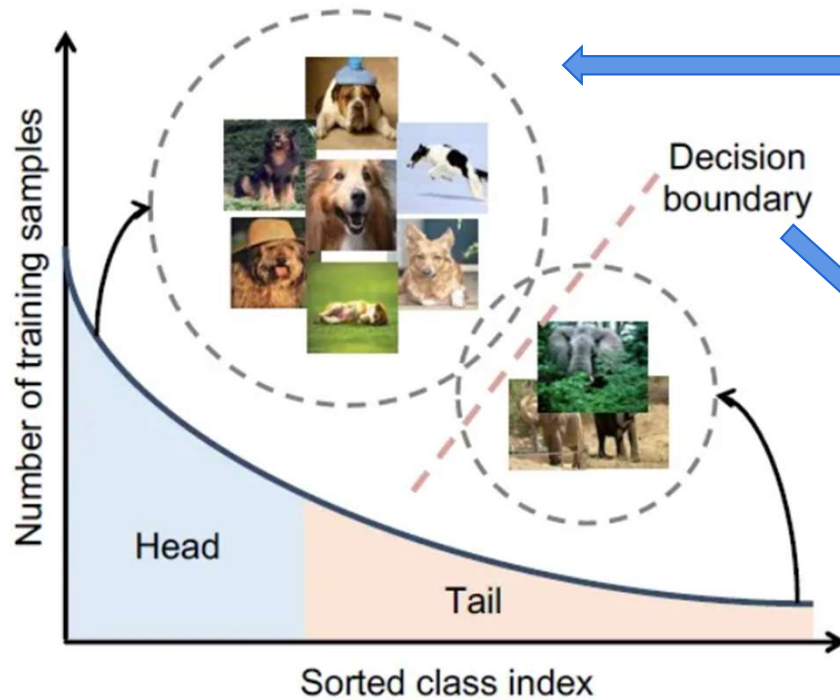 Number of training samples
Decision
boundary
Head
Tail
Sorted class index